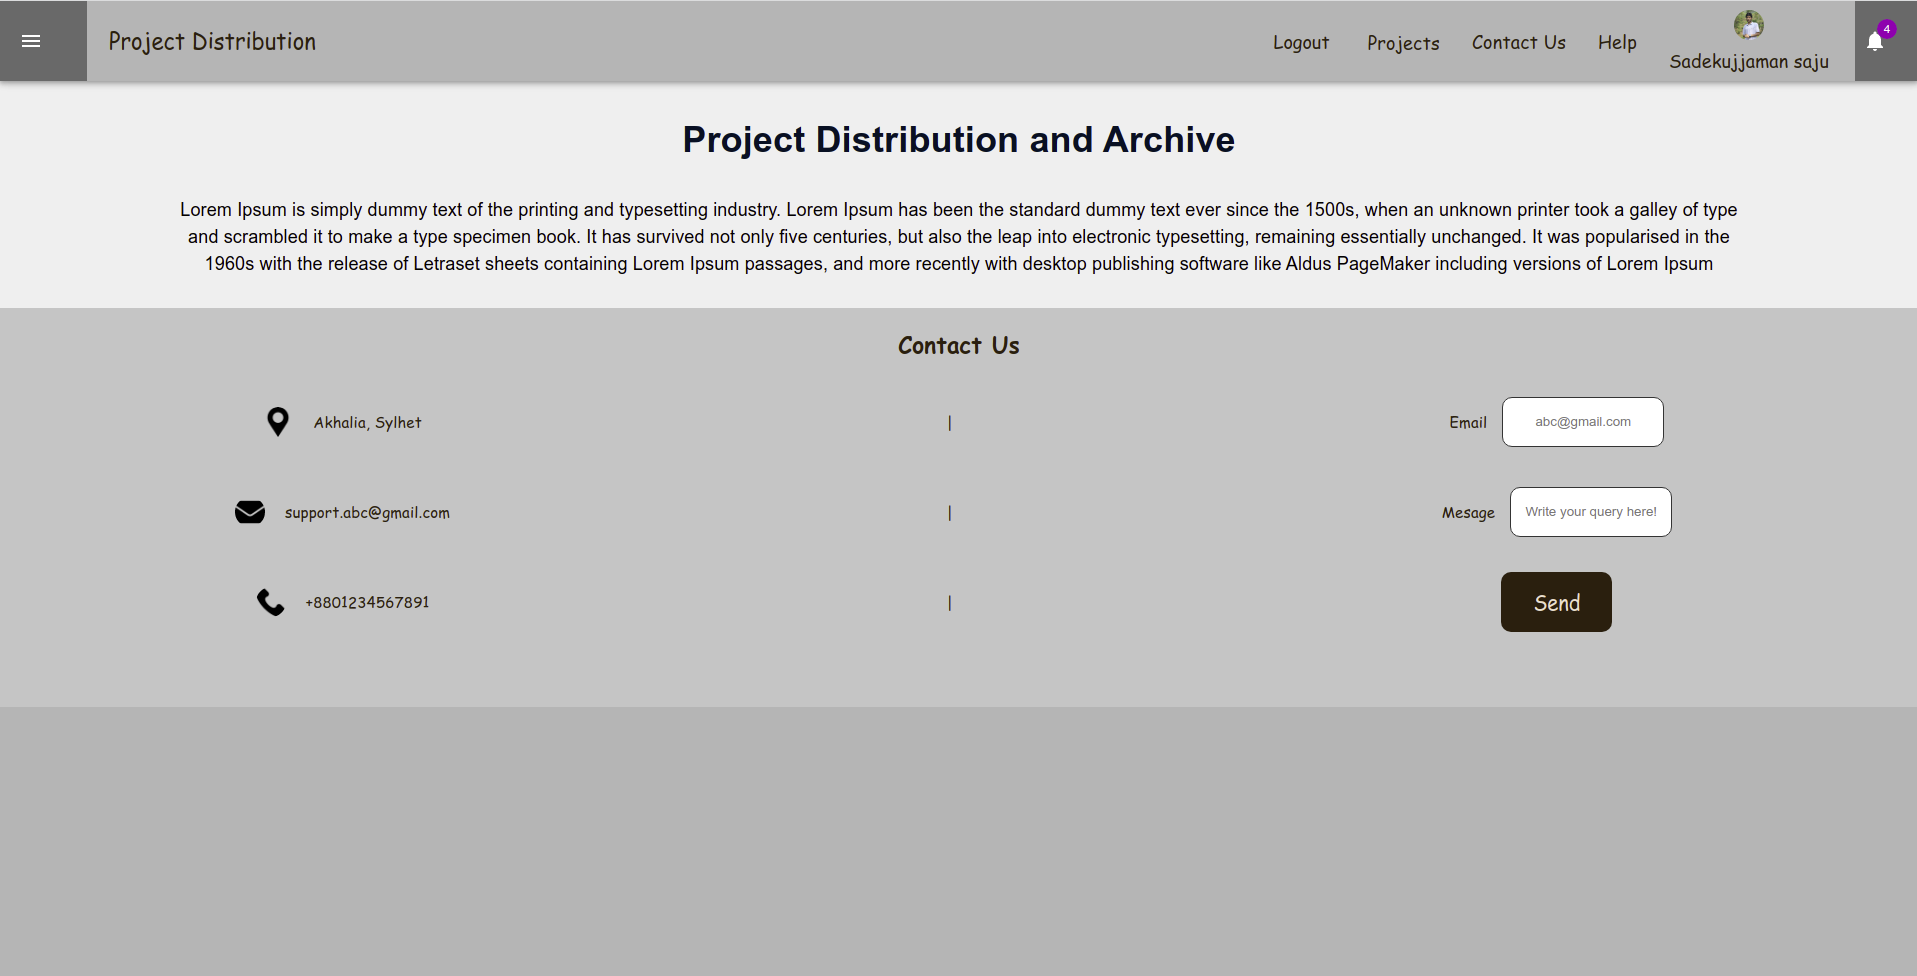 Project Distribution
Logout
Projects
Contact Us
Help
Sadekujjaman saju
4
Project Distribution and Archive
Lorem Ipsum is simply dummy text of the printing and typesetting industry. Lorem Ipsum has been the standard dummy text ever since the 1500s, when an unknown printer took a galley of type
and scrambled it to make a type specimen book. It has survived not only five centuries, but also the leap into electronic typesetting, remaining essentially unchanged. It was popularised in the
1960s with the release of Letraset sheets containing Lorem Ipsum passages, and more recently with desktop publishing software like Aldus PageMaker including versions of Lorem Ipsum
Contact Us
Akhalia, Sylhet
|
Email
abc@gmail.com
support.abc@gmail.com
|
Mesage
Write your query here!
+8801234567891
|
Send